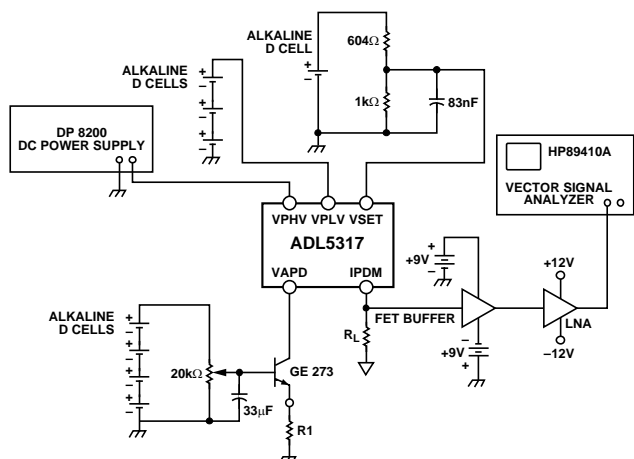 ALKALINE
D CELL
604Ω
ALKALINE
D CELLS
+
–
+
–
+
–
+
–
1kΩ
83nF
DP 8200
DC POWER SUPPLY
HP89410A
VECTOR SIGNAL
ANALYZER
VPHV VPLV VSET
ADL5317
VAPD IPDM
+
+9V
–
+12V
FET BUFFER
LNA
–12V
RL
–
+9V
+
ALKALINE
D CELLS
+
–
+
–
+
–
+
–
20kΩ
GE 273
33µF
R1